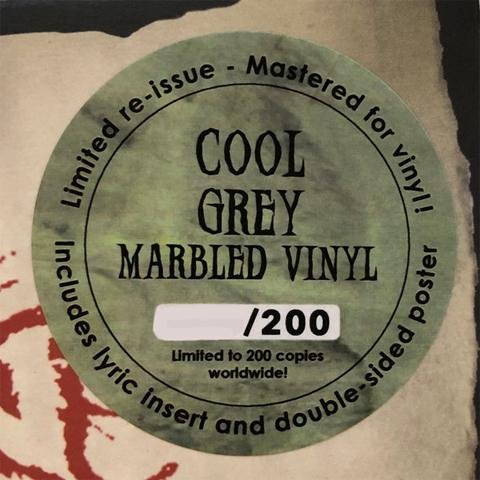 Limited re-issue - Mastered for vinyl!
COOL
GREY
MARBLED VINYL
/200
Limited to 200 copies
worldwide!
Includes lyric insert and double-sided poster